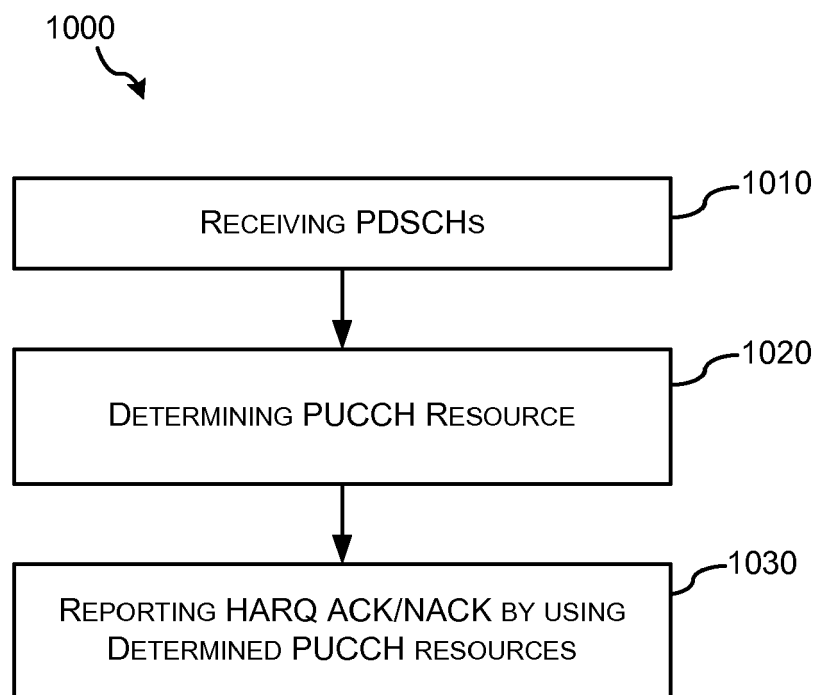 1000
1010
RECEIVING PDSCHS
1020
DETERMINING PUCCH RESOURCE
1030
REPORTING HARQ ACK/NACK BY USING
DETERMINED PUCCH RESOURCES